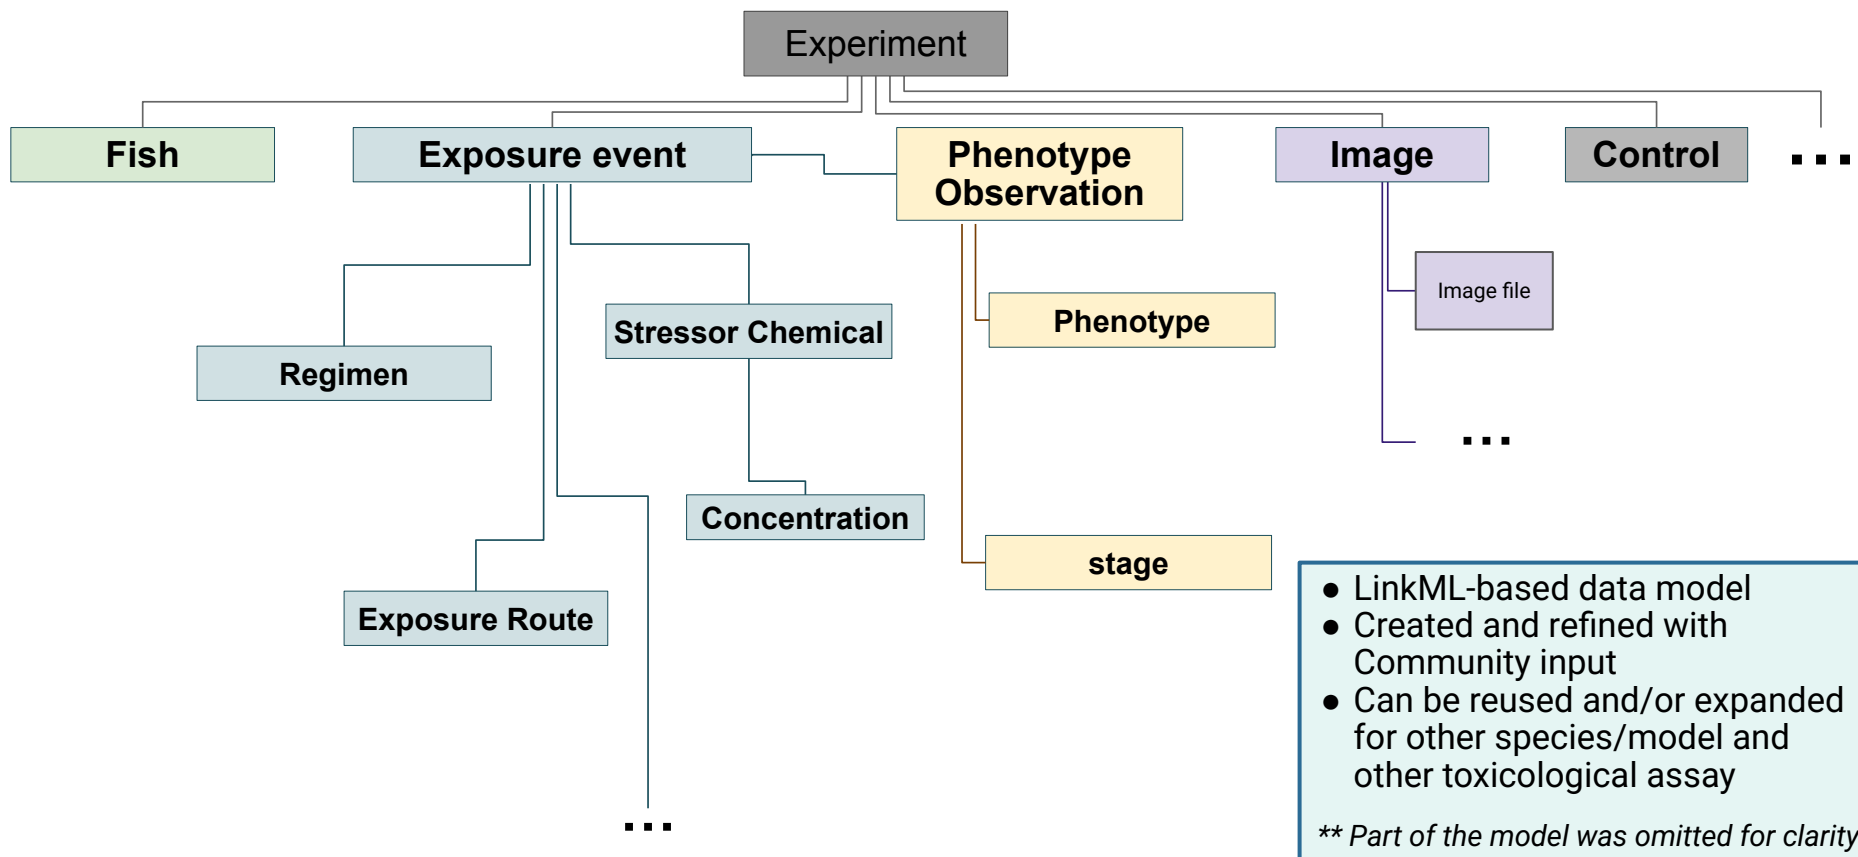 Experiment
Fish
Exposure event
Phenotype
Observation
Image
Control
...
Image file
Stressor Chemical
Phenotype
Regimen
...
Concentration
stage
Exposure Route
...
● LinkML-based data model
● Created and refined with
Community input
● Can be reused and/or expanded
for other species/model and
other toxicological assay
** Part of the model was omitted for clarity